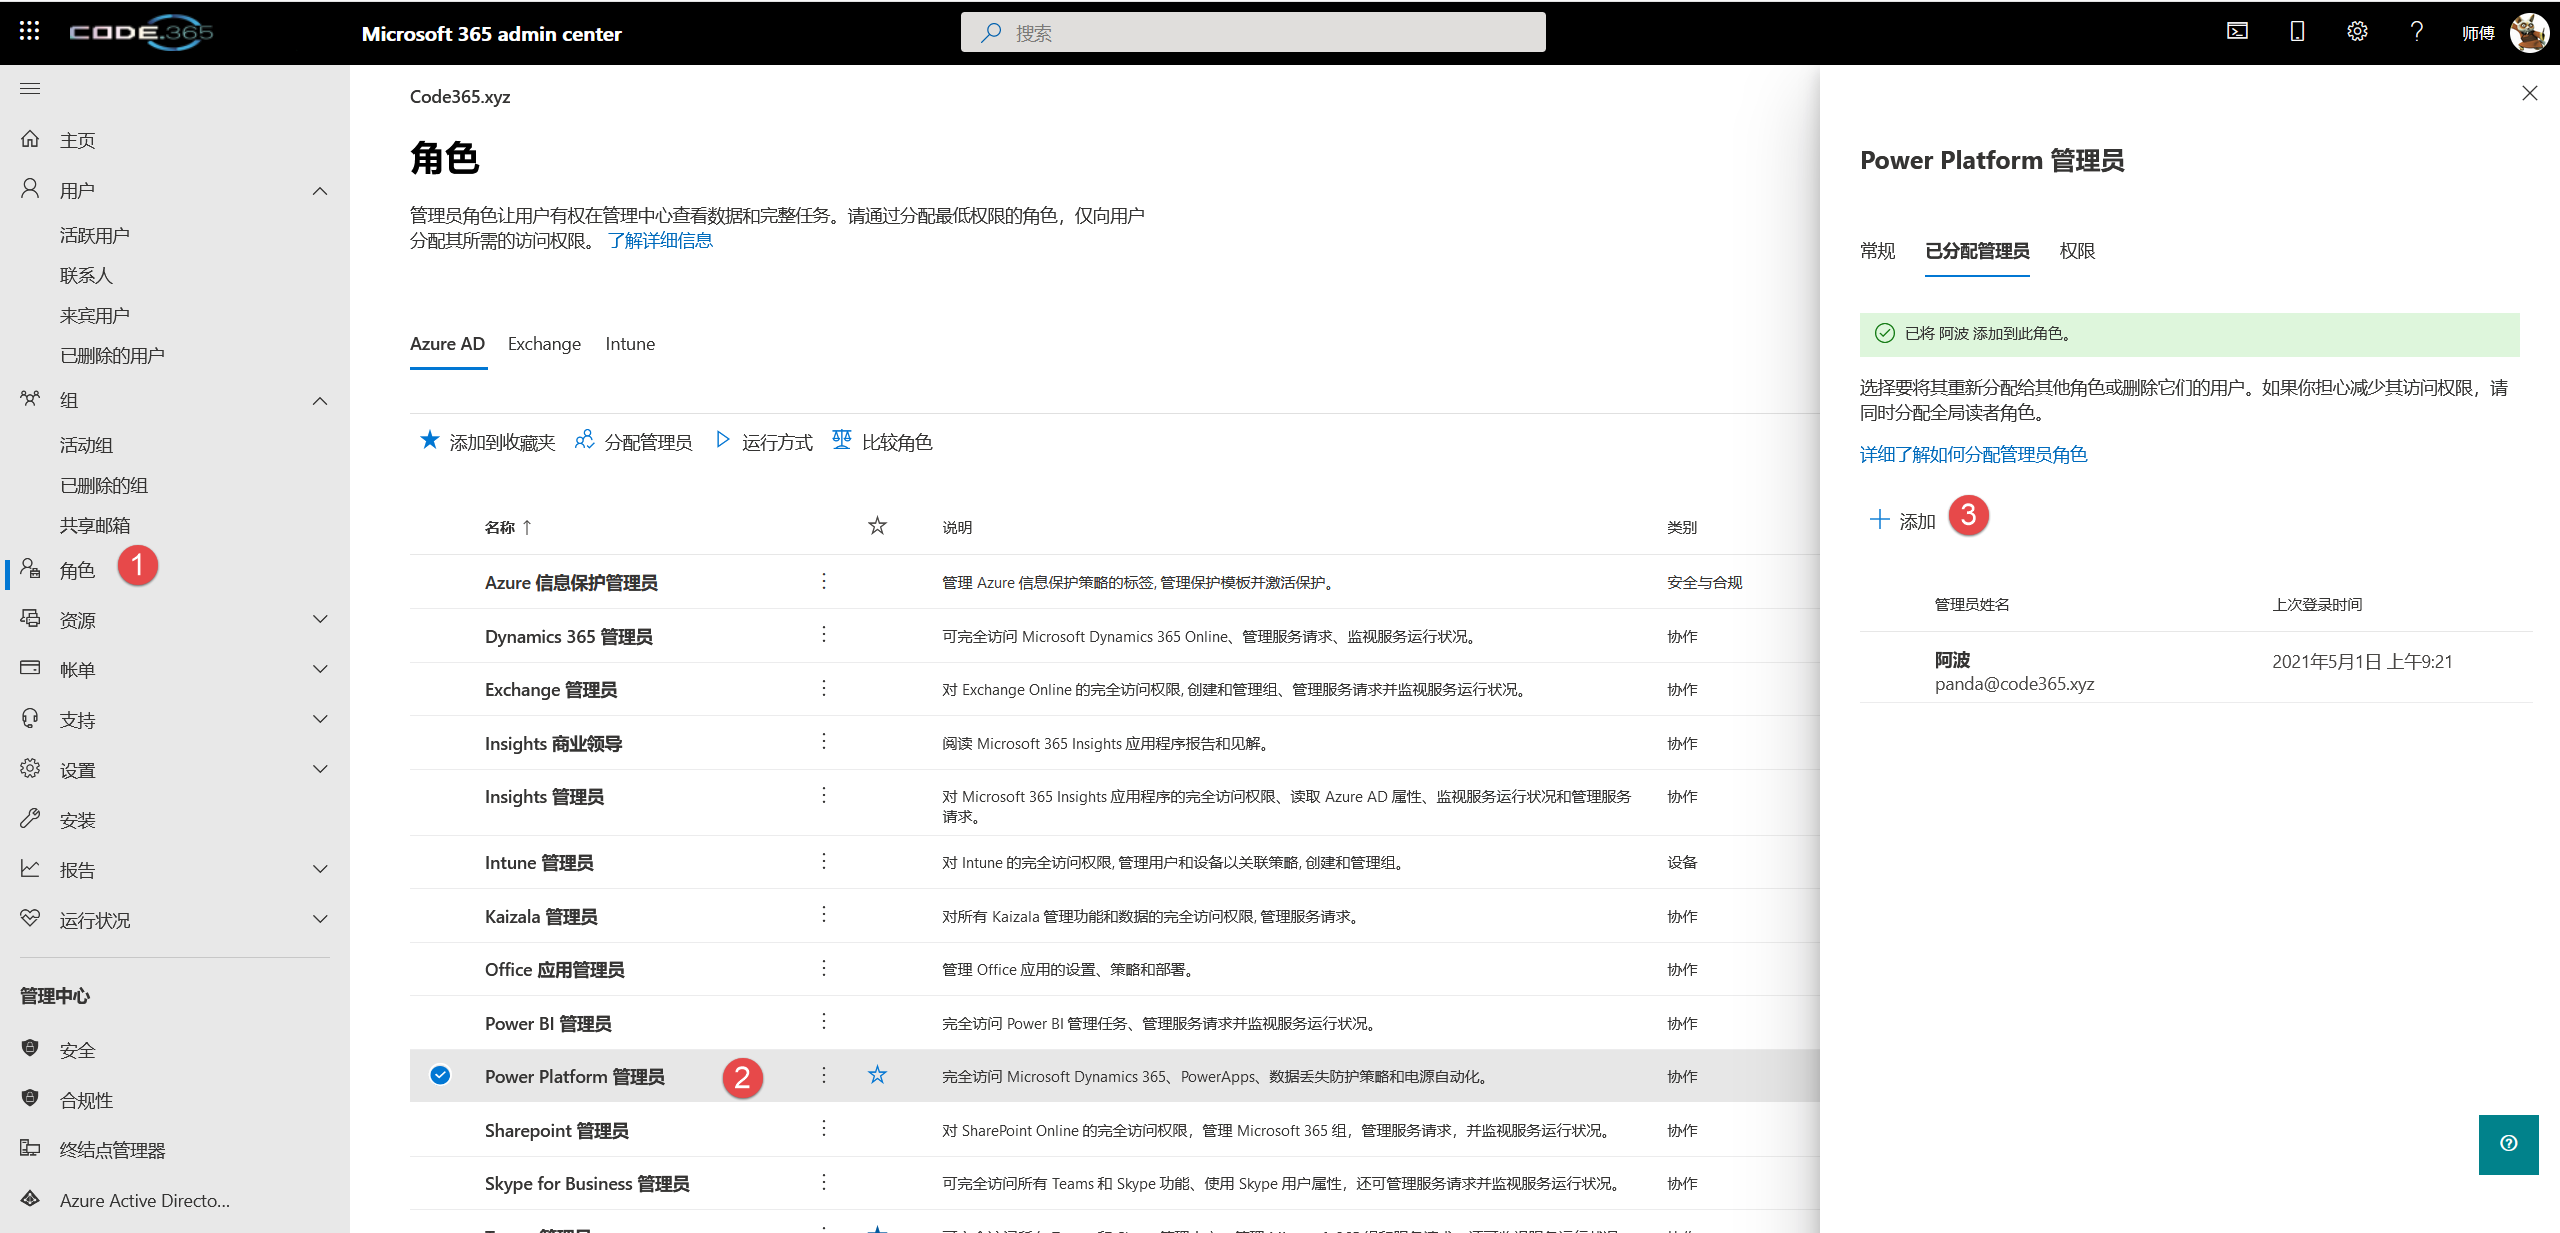 CODE.365
Microsoft 365 admin center
搜索
师傅
主页
用户
活跃用户
联系人
来宾用户
已删除的用户
组
活动组
已删除的组
共享邮箱
角色
1
资源
帐单
支持
设置
安装
报告
运行状况
管理中心
安全
合规性
终结点管理器
Azure Active Directo...
Code365.xyz
角色
管理员角色让用户有权在管理中心查看数据和完整任务。请通过分配最低权限的角色，仅向用户
分配其所需的访问权限。 了解详细信息
Azure AD Exchange Intune
添加到收藏夹 分配管理员 运行方式 比较角色
名称 ↑ 说明 类别
Azure 信息保护管理员 管理 Azure 信息保护策略的标签, 管理保护模板并激活保护。 安全与合规
Dynamics 365 管理员 可完全访问 Microsoft Dynamics 365 Online、管理服务请求、监视服务运行状况。 协作
Exchange 管理员 对 Exchange Online 的完全访问权限, 创建和管理组、管理服务请求并监视服务运行状况。 协作
Insights 商业领导 阅读 Microsoft 365 Insights 应用程序报告和见解。 协作
Insights 管理员 对 Microsoft 365 Insights 应用程序的完全访问权限、读取 Azure AD 属性、监视服务运行状况和管理服务 协作
请求。
Intune 管理员 对 Intune 的完全访问权限, 管理用户和设备以关联策略, 创建和管理组。 设备
Kaizala 管理员 对所有 Kaizala 管理功能和数据的完全访问权限, 管理服务请求。 协作
Office 应用管理员 管理 Office 应用的设置、策略和部署。 协作
Power BI 管理员 完全访问 Power BI 管理任务、管理服务请求并监视服务运行状况。 协作
Power Platform 管理员 2 完全访问 Microsoft Dynamics 365、PowerApps、数据丢失防护策略和电源自动化。 协作
Sharepoint 管理员 对 SharePoint Online 的完全访问权限，管理 Microsoft 365 组，管理服务请求，并监视服务运行状况。 协作
Skype for Business 管理员 可完全访问所有 Teams 和 Skype 功能、使用 Skype 用户属性，还可管理服务请求并监视服务运行状况。 协作
Power Platform 管理员
常规 已分配管理员 权限
已将 阿波 添加到此角色。
选择要将其重新分配给其他角色或删除它们的用户。如果你担心减少其访问权限，请
同时分配全局读者角色。
详细了解如何分配管理员角色
添加 3
管理员姓名 上次登录时间
阿波 2021年5月1日 上午9:21
panda@code365.xyz